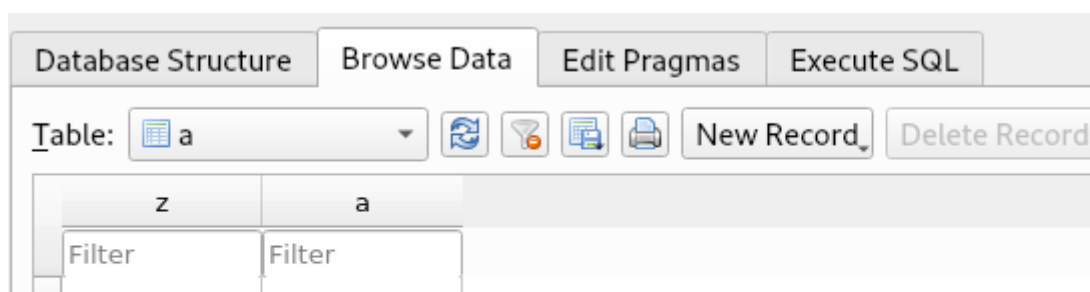 Database Structure Browse Data Edit Pragmas Execute SQL
Table: a New Record Delete Record
z a
Filter Filter